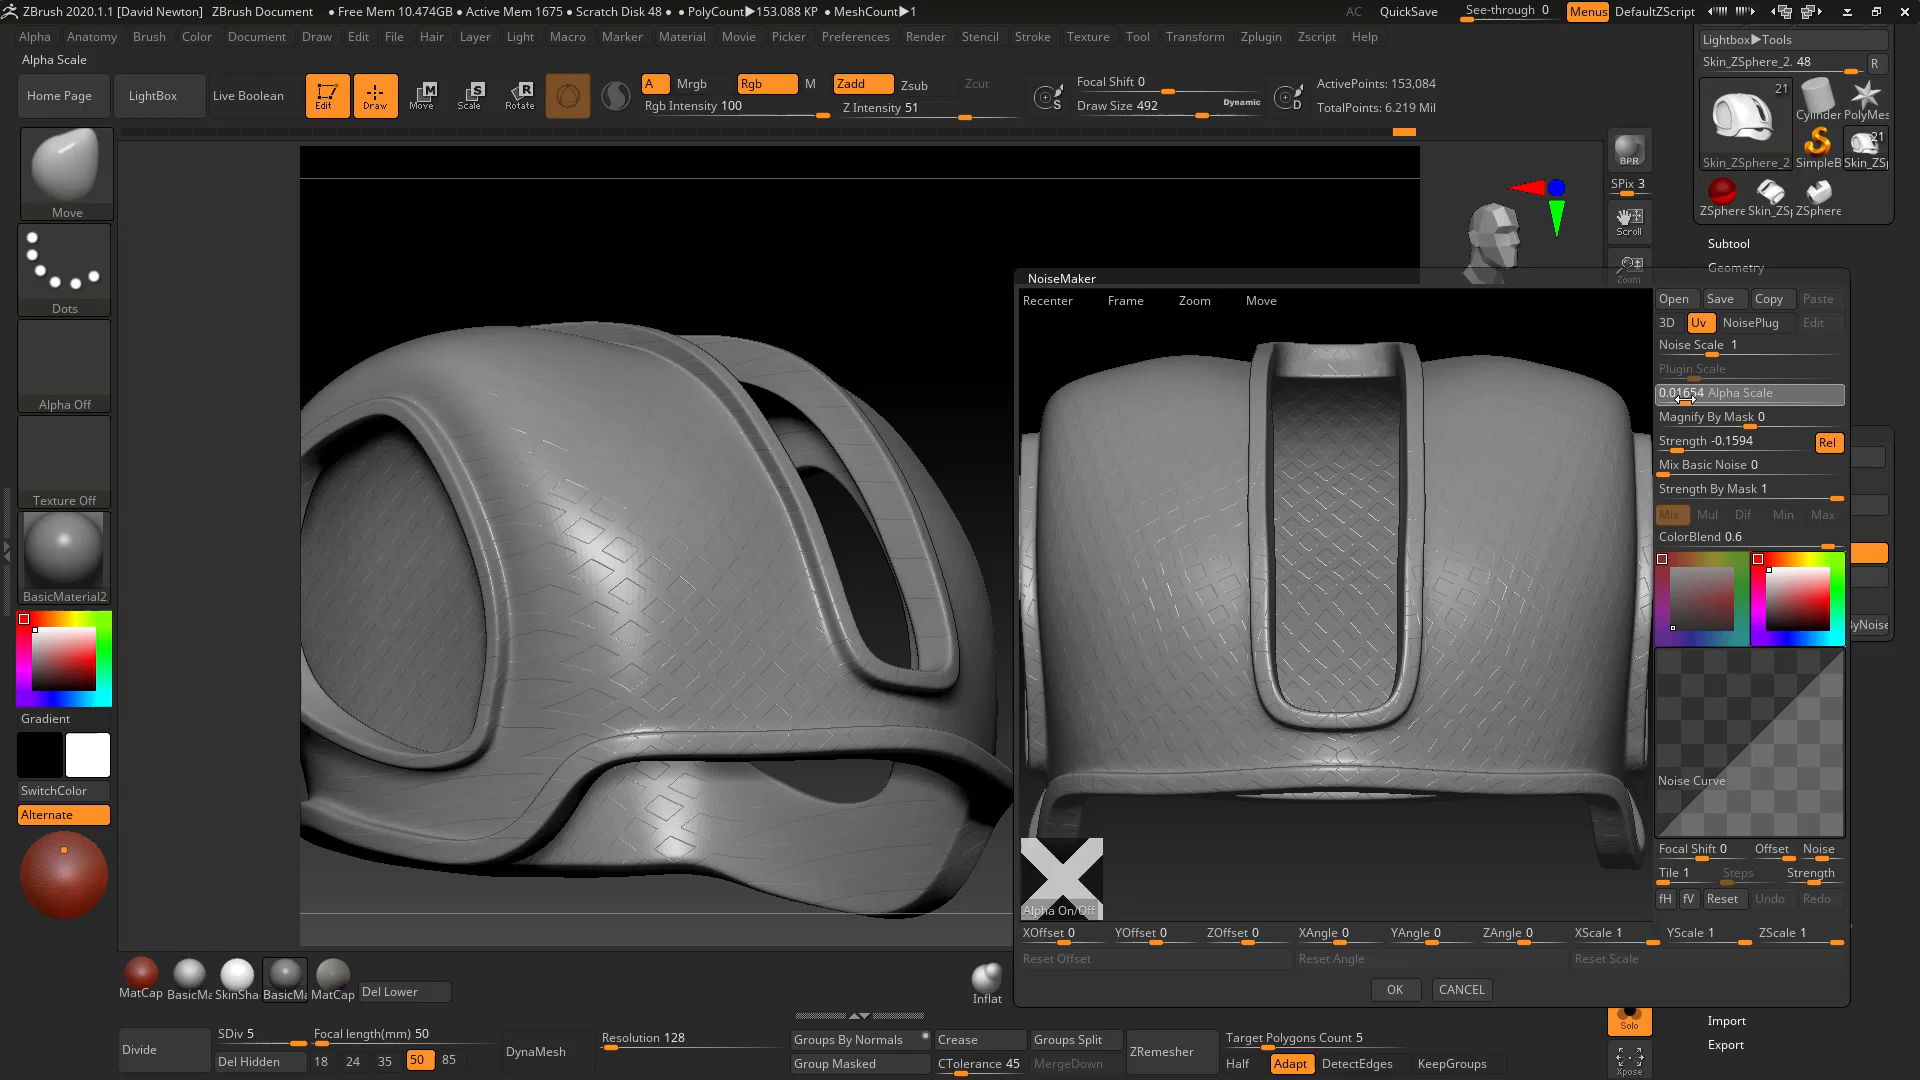 ZBrush 2020.1.1 [David Newton] ZBrush Document • Free Mem 10.474GB • Active Mem 1675 • Scratch Disk 48 • • PolyCount▶153.088 KP • MeshCount▶1 AC QuickSave See-through 0 Menus DefaultZScript
Alpha Anatomy Brush Color Document Draw Edit File Hair Layer Light Macro Marker Material Movie Picker Preferences Render Stencil Stroke Texture Tool Transform Zplugin Zscript Help
Lightbox▶Tools
Alpha Scale
Skin_ZSphere_2. 48 R
Home Page LightBox Live Boolean Edit Draw Move Scale Rotate
A Mrgb Rgb M Zadd Zsub Zcut
Rgb Intensity 100 Z Intensity 51
Focal Shift 0
Draw Size 492 Dynamic
S D
ActivePoints: 153,084
TotalPoints: 6.219 Mil
21
Cylinder PolyMes
21
Skin_ZSphere_2 SimpleB Skin_ZSp
ZSphere Skin_ZSp ZSphere
Move
Dots
Alpha Off
Texture Off
BasicMaterial2
Gradient
SwitchColor
Alternate
BPR
SPix 3
Scroll
Zoom
Subtool
Geometry
NoiseMaker
Recenter Frame Zoom Move
Open Save Copy Paste
3D Uv NoisePlug Edit
Noise Scale 1
Plugin Scale
0.01654 Alpha Scale
Magnify By Mask 0
Strength -0.1594 Rel
Mix Basic Noise 0
Strength By Mask 1
Mix Mul Dif Min Max
ColorBlend 0.6
ByNoise
Noise Curve
Focal Shift 0 Offset Noise
Tile 1 Steps Strength
fH fV Reset Undo Redo
Alpha On/Off
XOffset 0 YOffset 0 ZOffset 0 XAngle 0 YAngle 0 ZAngle 0 XScale 1 YScale 1 ZScale 1
Reset Offset Reset Angle Reset Scale
OK CANCEL
MatCap BasicMa SkinSha BasicMa MatCap Del Lower
Inflat
Solo
Import
Export
Xpose
Divide
SDiv 5 Focal length(mm) 50
Del Hidden 18 24 35 50 85
DynaMesh
Resolution 128
Groups By Normals Crease Groups Split
Group Masked CTolerance 45 MergeDown
ZRemesher
Target Polygons Count 5
Half Adapt DetectEdges KeepGroups